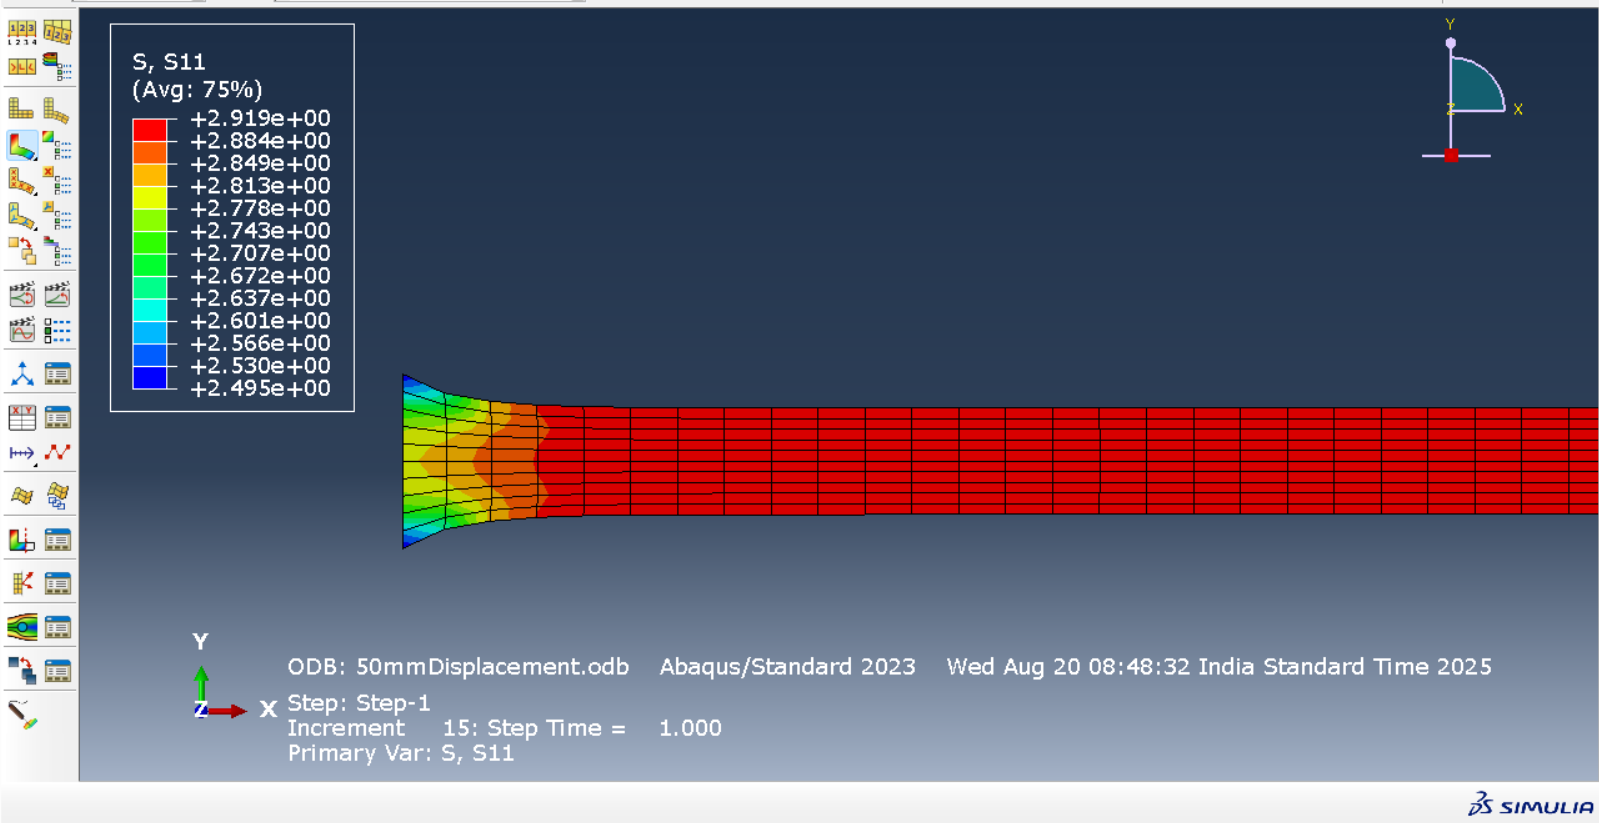 S, S11
(Avg: 75%)
+2.919e+00
+2.884e+00
+2.849e+00
+2.813e+00
+2.778e+00
+2.743e+00
+2.707e+00
+2.672e+00
+2.637e+00
+2.601e+00
+2.566e+00
+2.530e+00
+2.495e+00
Y
Z
X
Y
Z
X
ODB: 50mmDisplacement.odb Abaqus/Standard 2023 Wed Aug 20 08:48:32 India Standard Time 2025
Step: Step-1
Increment 15: Step Time = 1.000
Primary Var: S, S11
SIMULIA